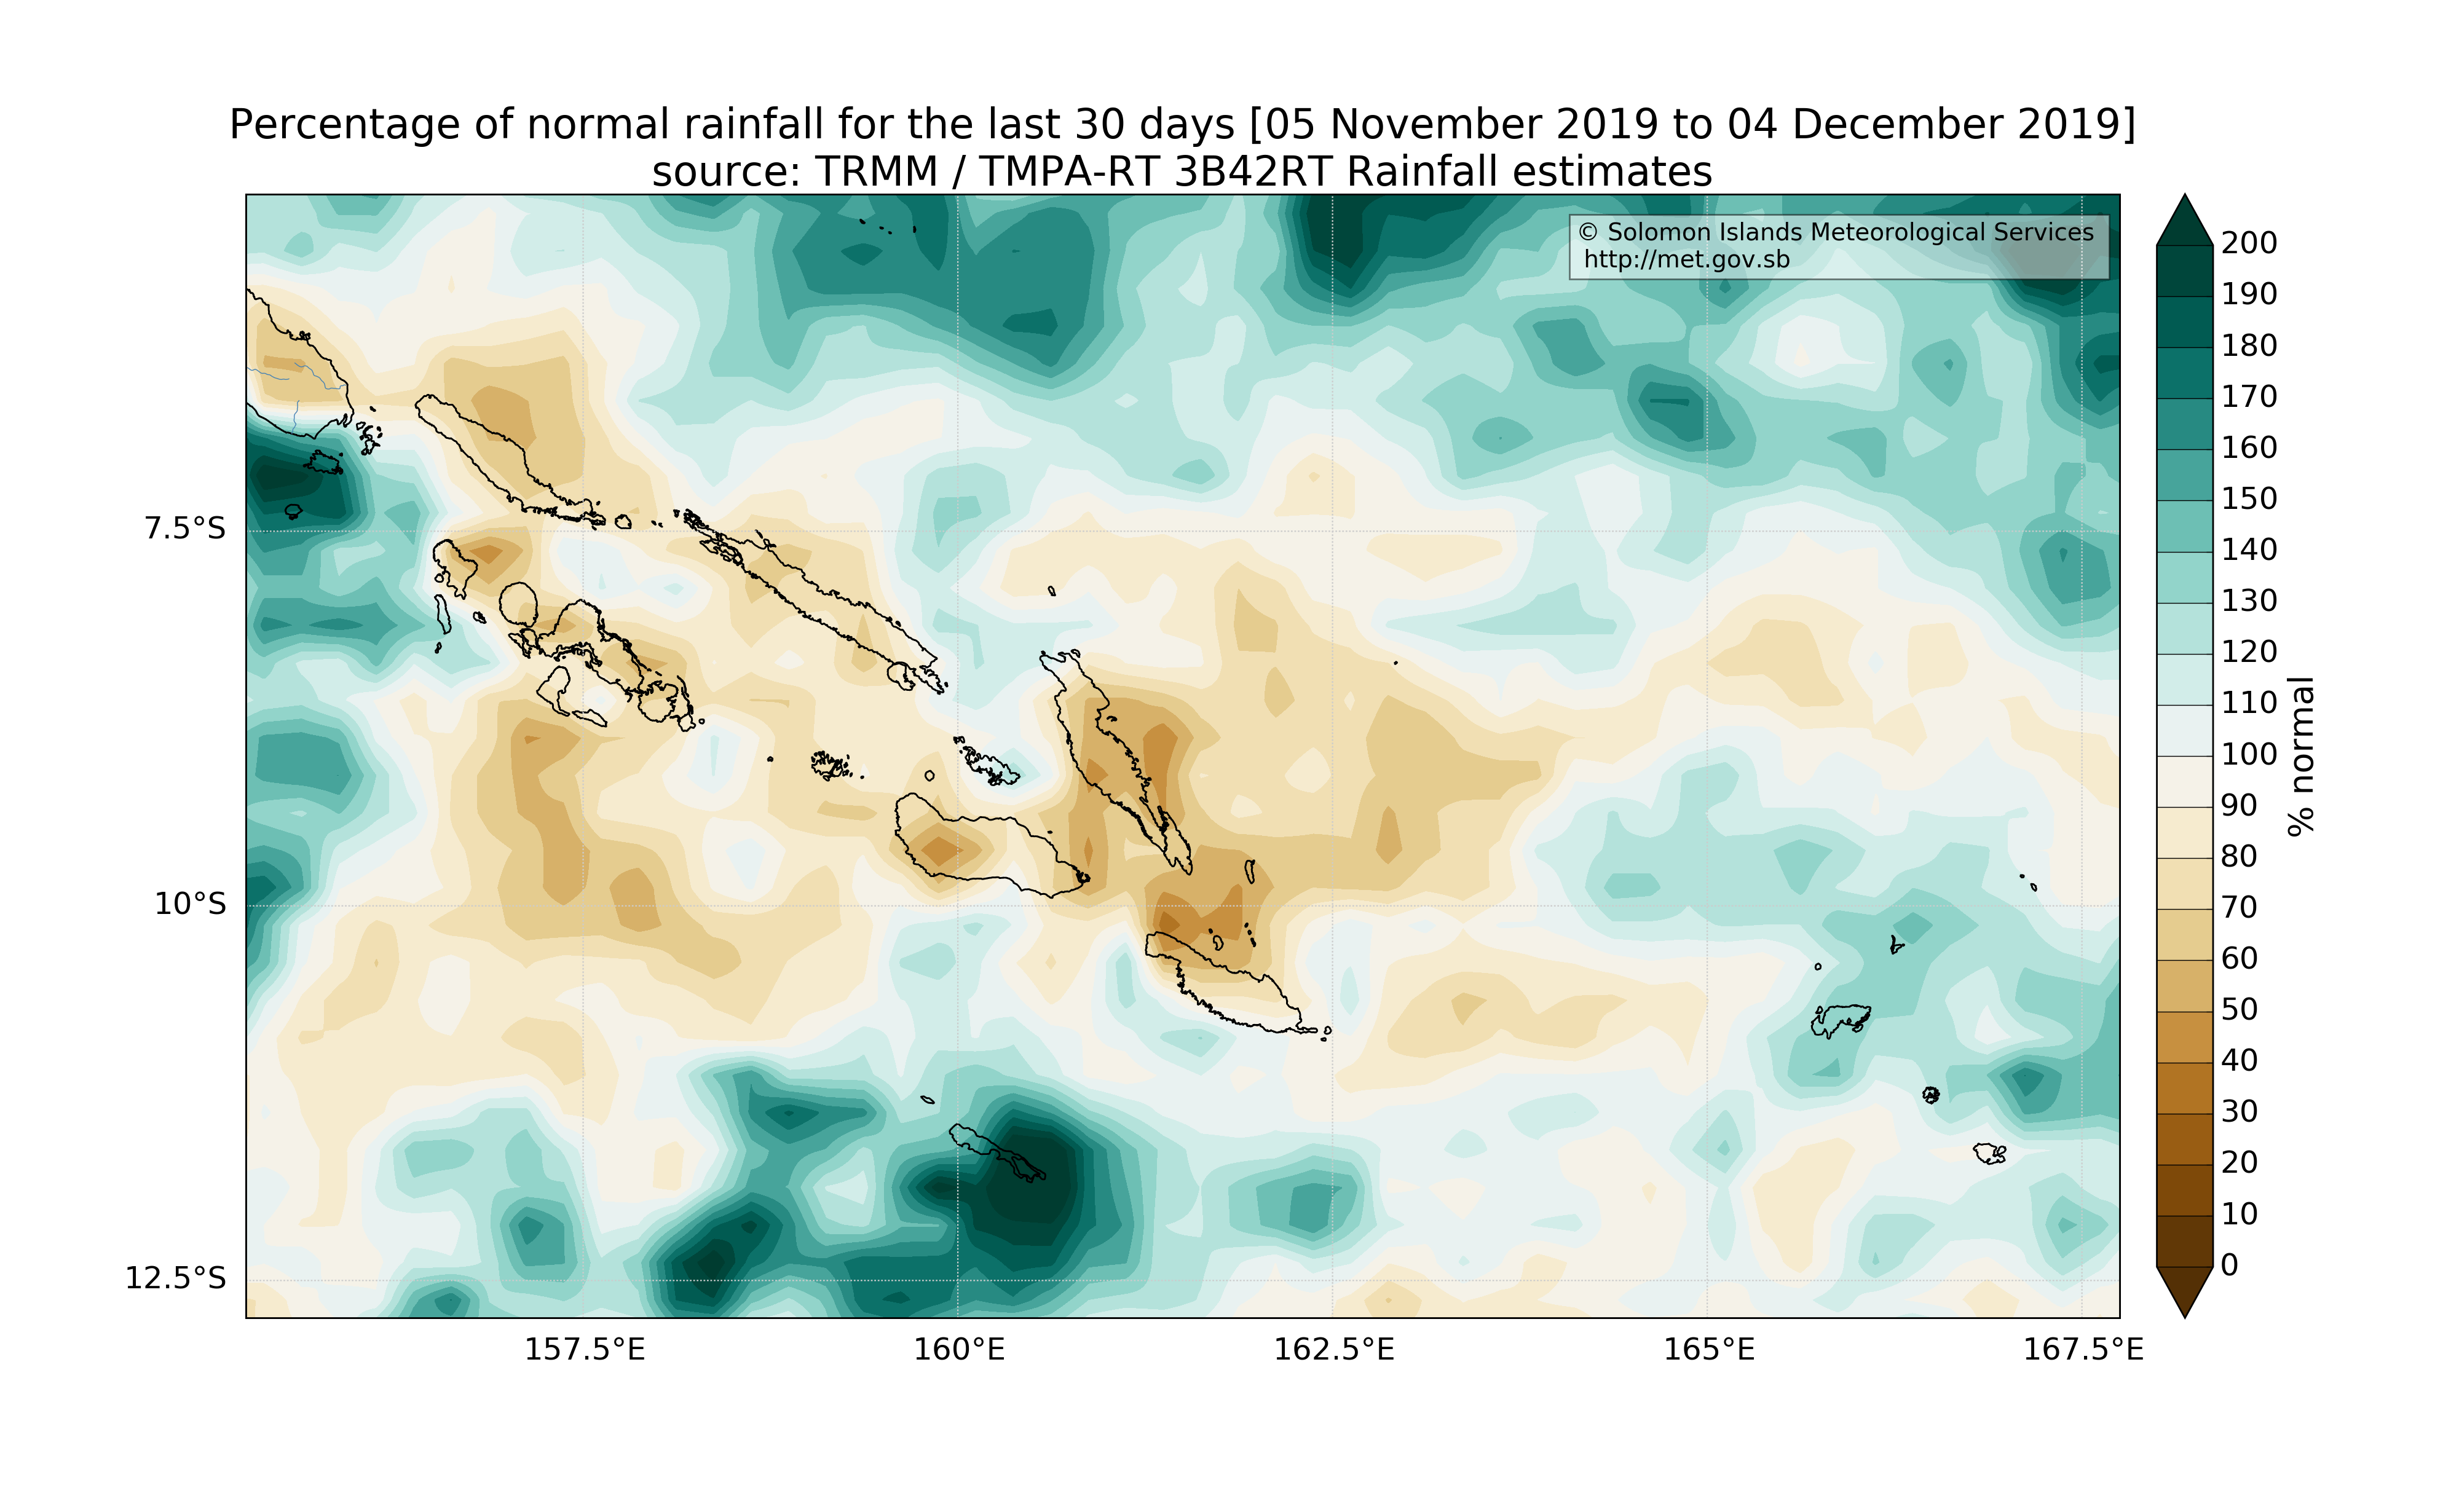 Percentage of normal rainfall for the last 30 days [05 November 2019 to 04 December 2019]
source: TRMM / TMPA-RT 3B42RT Rainfall estimates
© Solomon Islands Meteorological Services
http://met.gov.sb
7.5°S
10°S
12.5°S
157.5°E
160°E
162.5°E
165°E
167.5°E
200
190
180
170
160
150
140
130
120
110
100
90
80
70
60
50
40
30
20
10
0
% normal